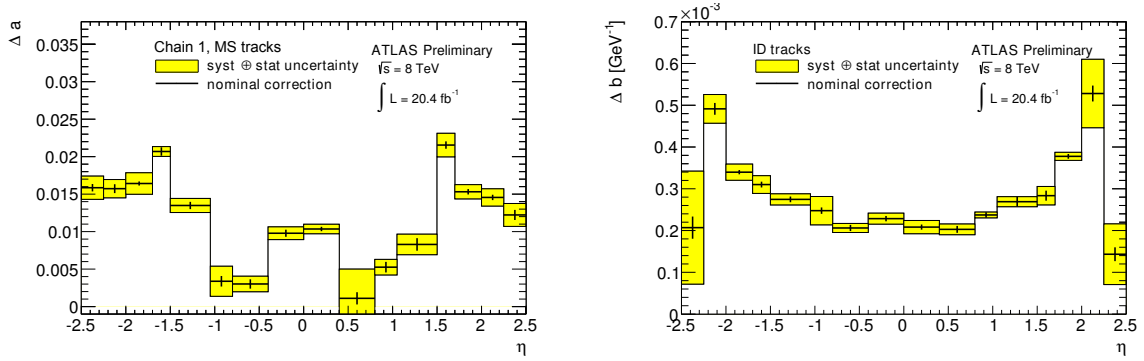 Δ a
0.035
0.03
0.025
0.02
0.015
0.01
0.005
0
Chain 1, MS tracks
syst ⊕ stat uncertainty
nominal correction
ATLAS Preliminary
√s = 8 TeV
∫ L = 20.4 fb⁻¹
-2.5 -2 -1.5 -1 -0.5 0 0.5 1 1.5 2 2.5
η
×10⁻³
Δ b [GeV⁻¹]
0.7
0.6
0.5
0.4
0.3
0.2
0.1
0
ID tracks
syst ⊕ stat uncertainty
nominal correction
ATLAS Preliminary
√s = 8 TeV
∫ L = 20.4 fb⁻¹
-2.5 -2 -1.5 -1 -0.5 0 0.5 1 1.5 2 2.5
η